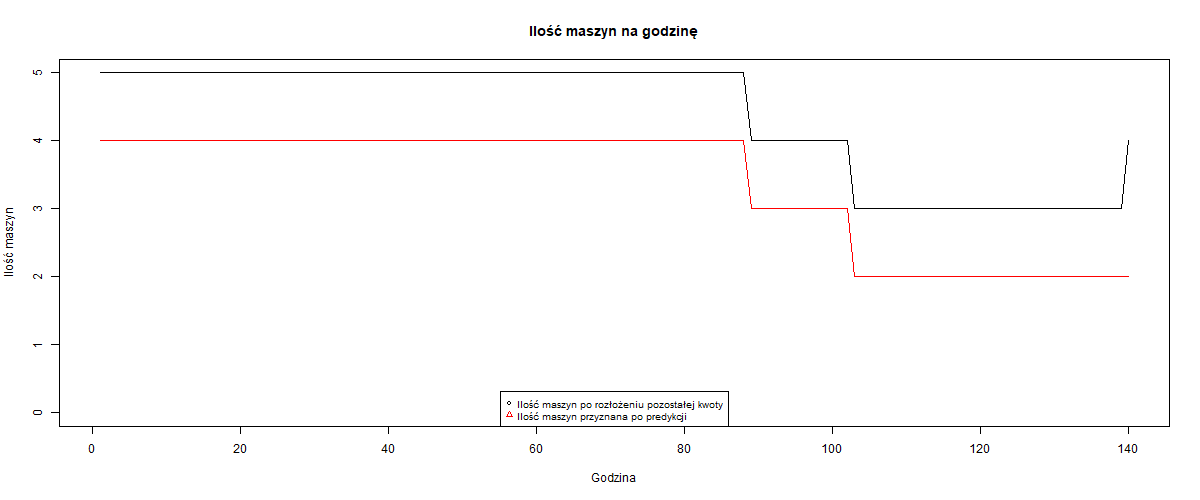 Ilość maszyn na godzinę
Ilość maszyn
5
4
3
2
1
0
Ilość maszyn po rozłożeniu pozostałej kwoty
Ilość maszyn przyznana po predykcji
0 20 40 60 80 100 120 140
Godzina